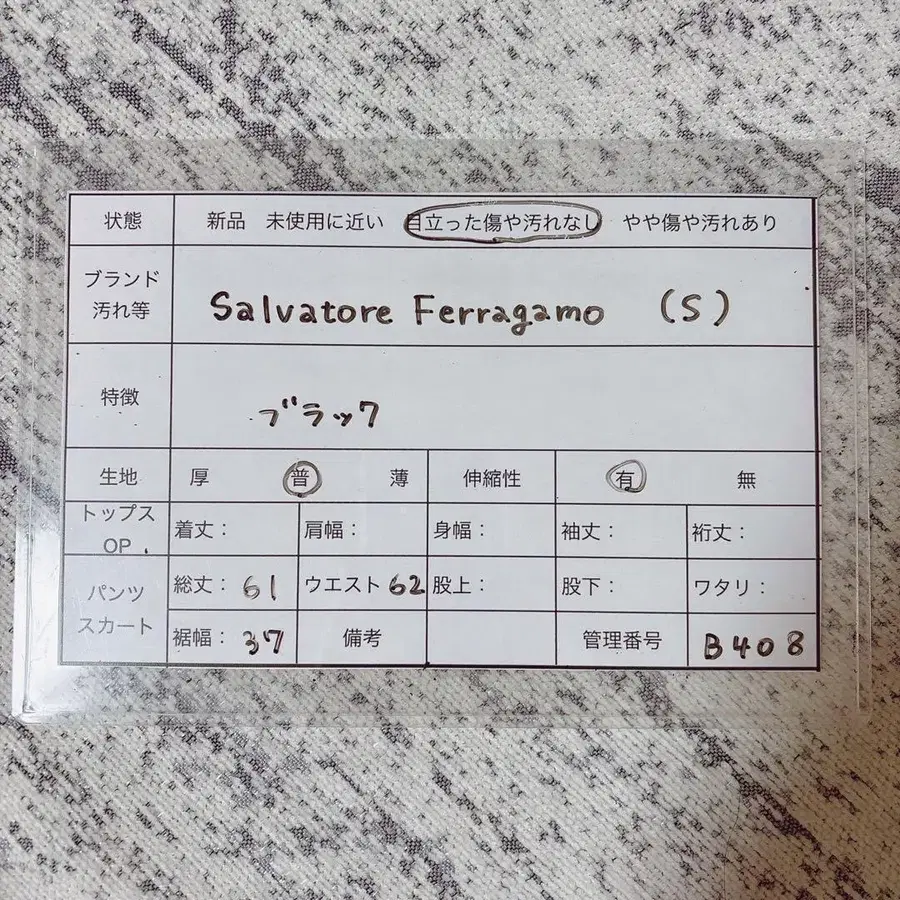 状態 新品 未使用に近い 目立った傷や汚れなし やや傷や汚れあり
ブランド
汚れ等
Salvatore Ferragamo (S)
特徴
ブラック
生地 厚 普 薄 伸縮性 有 無
トップス
OP
着丈： 肩幅： 身幅： 袖丈： 裄丈：
パンツ
スカート
総丈： 61 ウエスト 62 股上： 股下： ワタリ：
裾幅： 37 備考 管理番号 B408